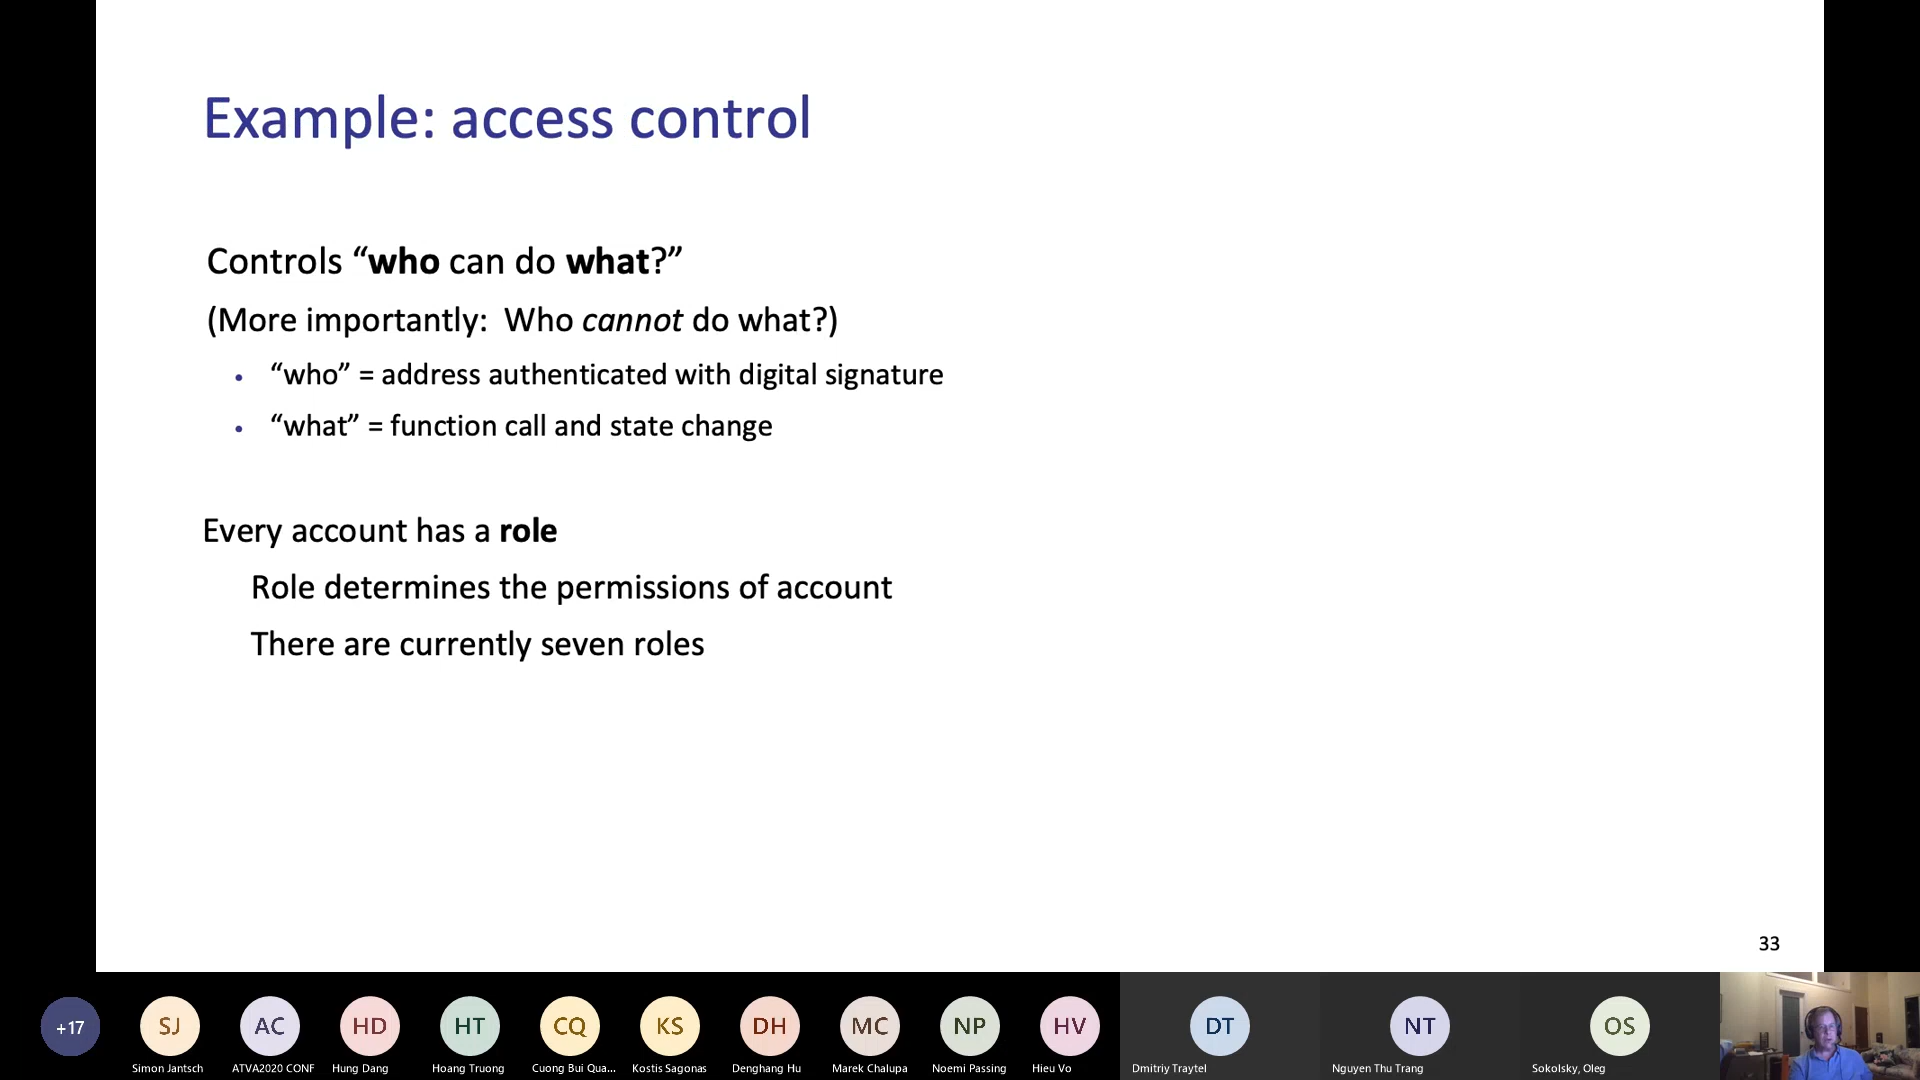 Example: access control
Controls “who can do what?”
(More importantly:  Who cannot do what?)
• “who” = address authenticated with digital signature
• “what” = function call and state change
Every account has a role
Role determines the permissions of account
There are currently seven roles
33
+17 SJ AC HD HT CQ KS DH MC NP HV DT NT OS
Simon Jantsch ATVA2020 CONF Hung Dang Hoang Truong Cuong Bui Qua... Kostis Sagonas Denghang Hu Marek Chalupa Noemi Passing Hieu Vo Dmitriy Traytel Nguyen Thu Trang Sokolsky, Oleg